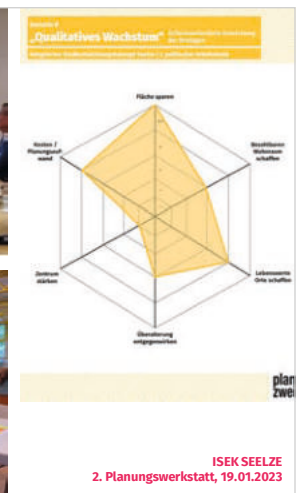 „Qualitatives Wachstum“
Fläche sparen
Kosten /
Planungsauf
wand
Bezahlbaren
Wohnraum
schaffen
Zentrum
stärken
Lebenswerte
Orte schaffen
Überalterung
entgegenwirken
plan
zwei
ISEK SEELZE
2. Planungswerkstatt, 19.01.2023